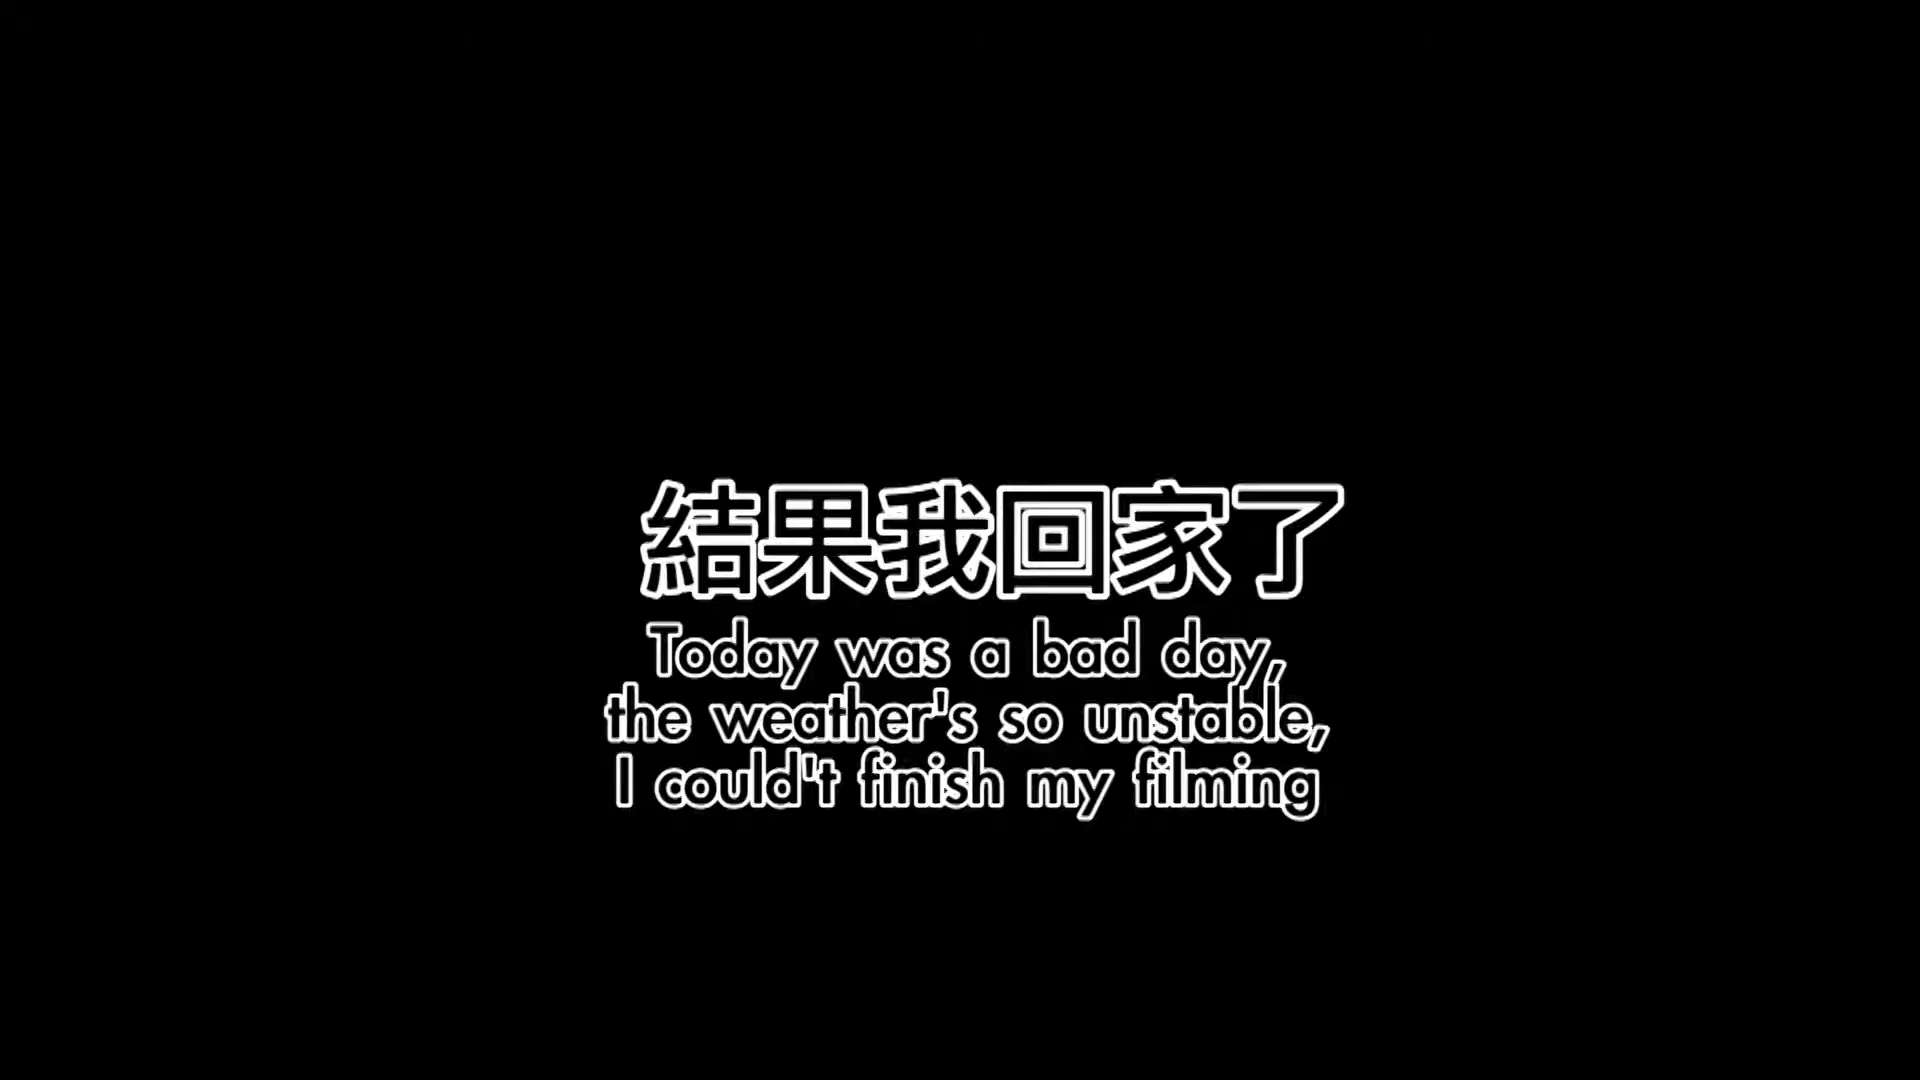 結果我回家了
Today was a bad day,
the weather's so unstable,
I could't finish my filming